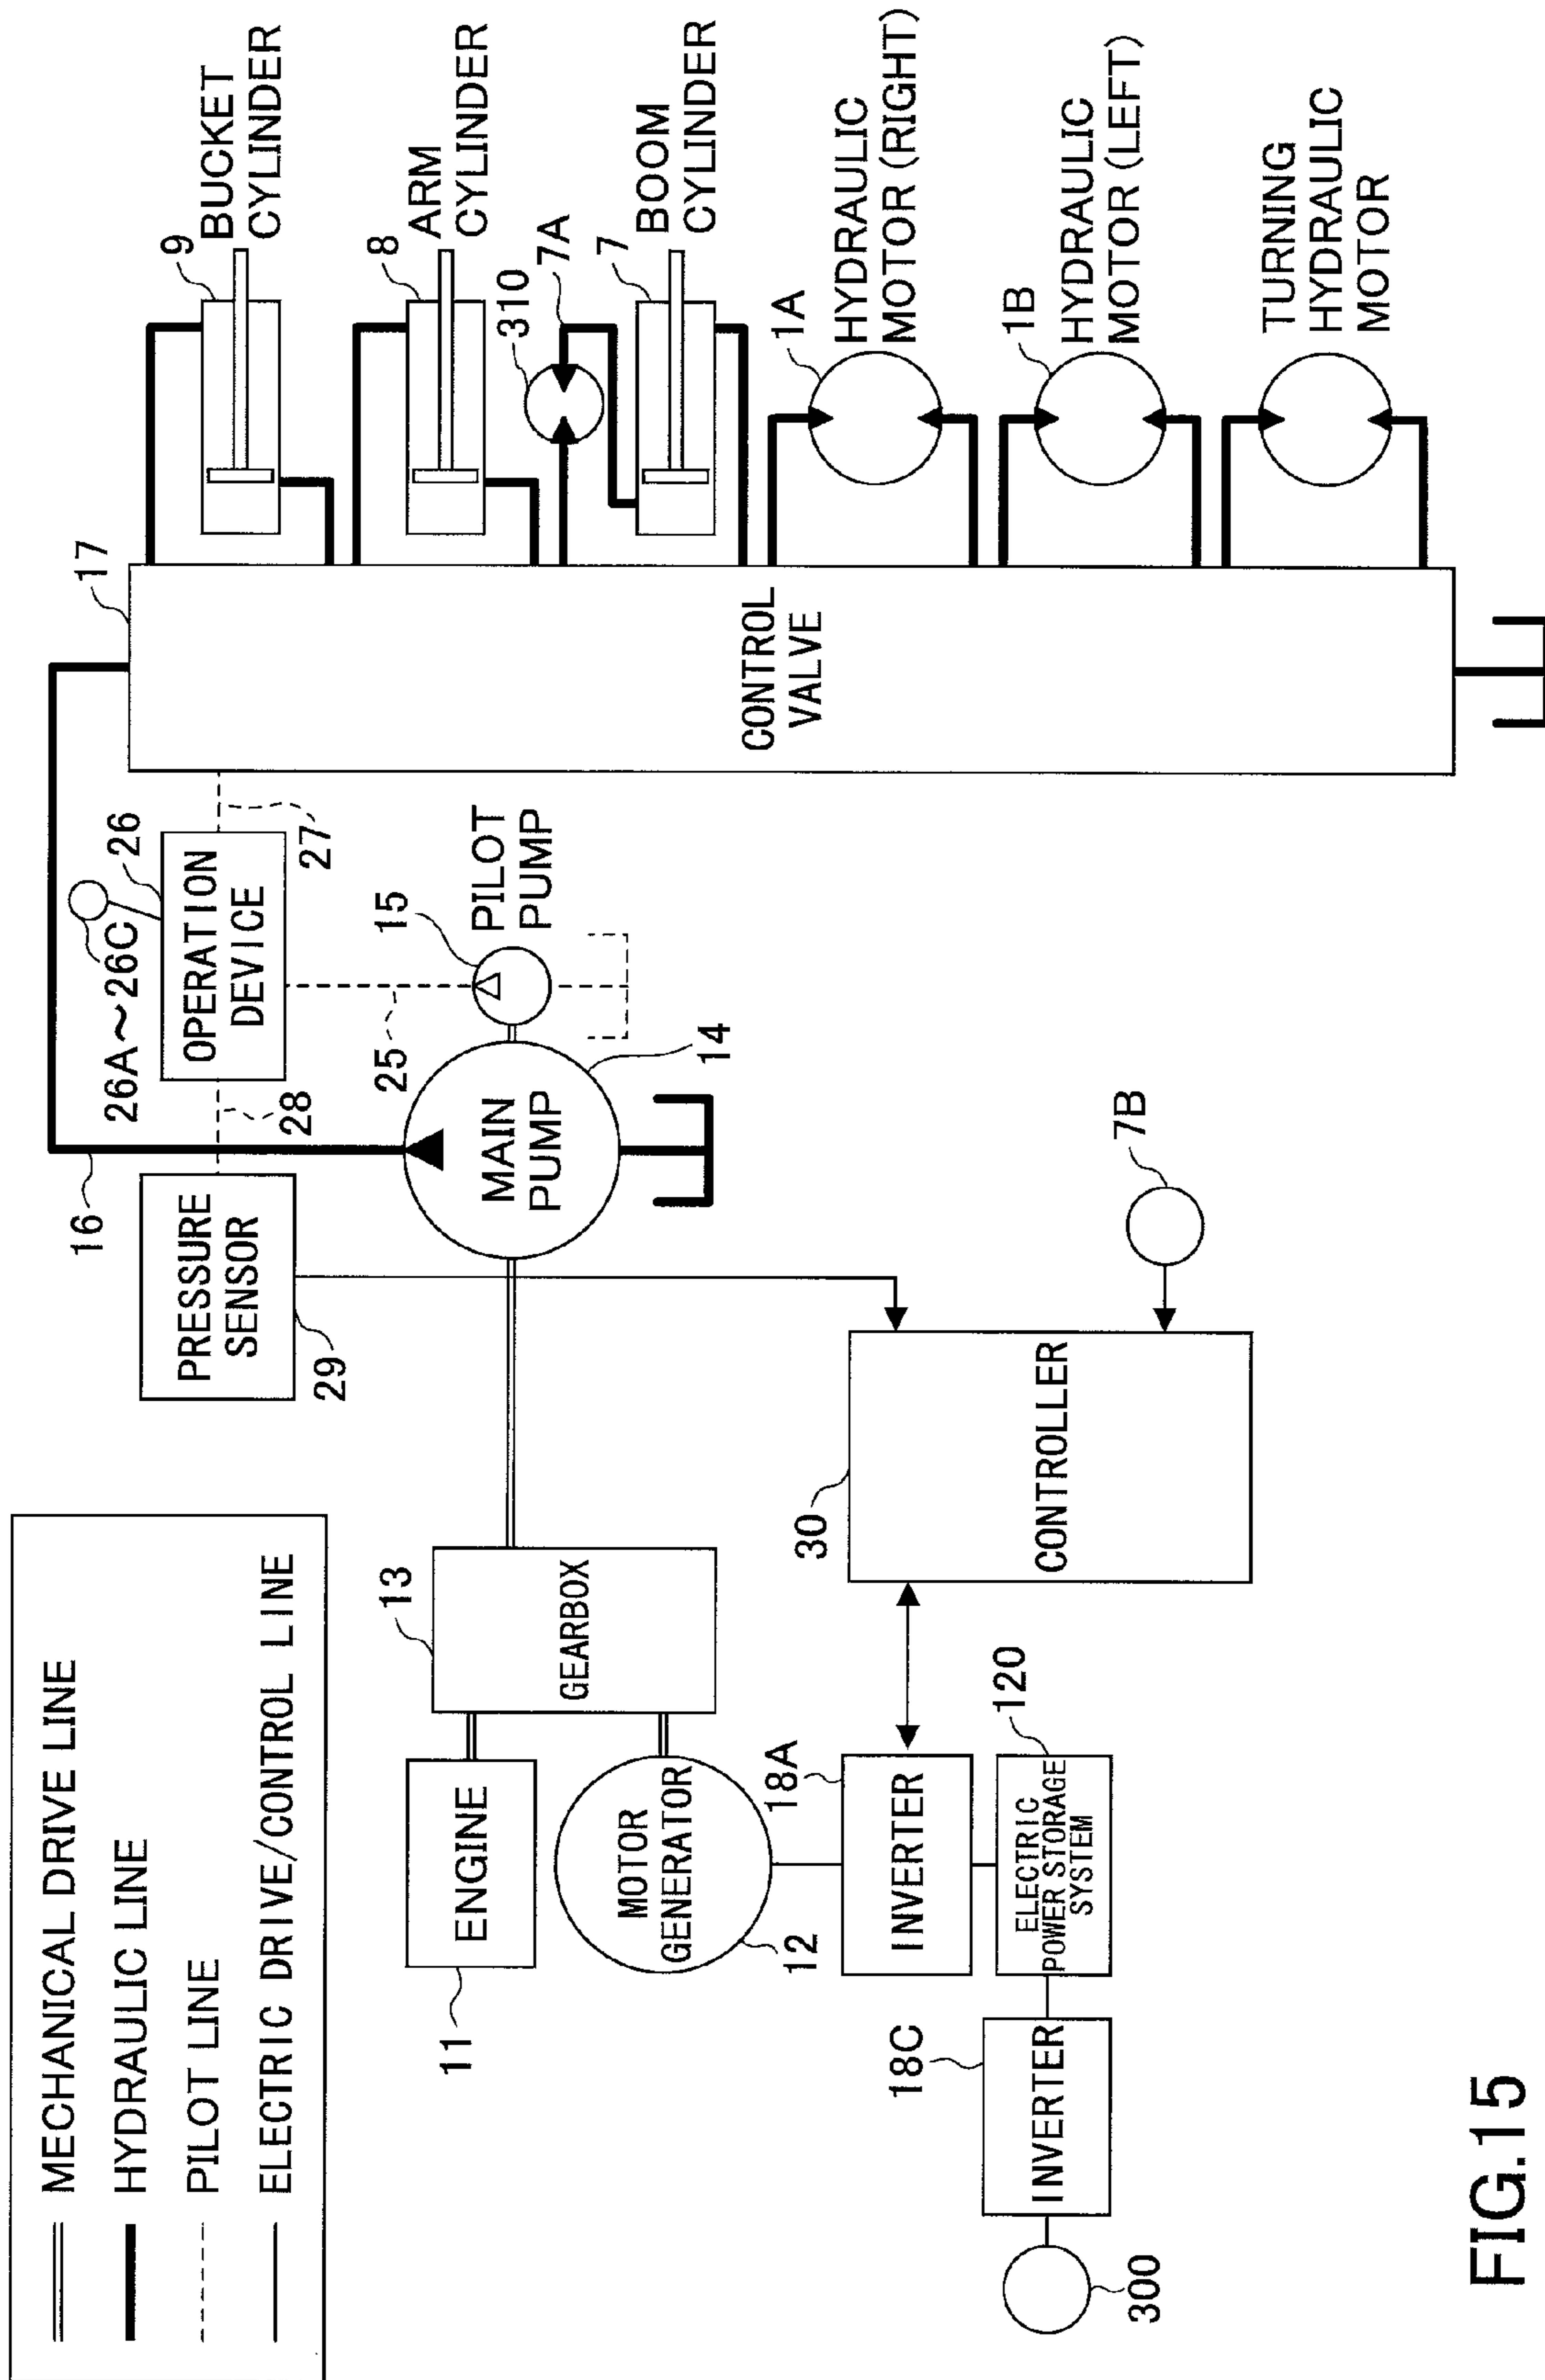 MECHANICAL DRIVE LINE
HYDRAULIC LINE
PILOT LINE
ELECTRIC DRIVE/CONTROL LINE
16
26A~26C
26
OPERATION
DEVICE
27
28
PRESSURE
SENSOR
29
17
CONTROL
VALVE
9
BUCKET
CYLINDER
8
ARM
CYLINDER
310
7A
7
BOOM
CYLINDER
1A
HYDRAULIC
MOTOR (RIGHT)
1B
HYDRAULIC
MOTOR (LEFT)
TURNING
HYDRAULIC
MOTOR
11
ENGINE
13
GEARBOX
MOTOR
GENERATOR
12
MAIN
PUMP
14
25
15
PILOT
PUMP
18A
INVERTER
30
CONTROLLER
7B
120
ELECTRIC
POWER STORAGE
SYSTEM
18C
INVERTER
300
FIG.15